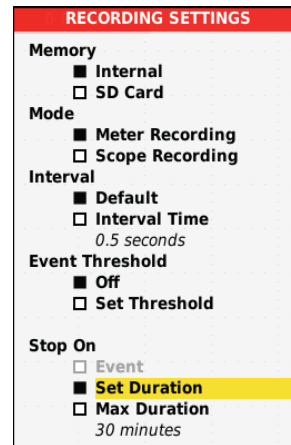 RECORDING SETTINGS
Memory
Internal
SD Card
Mode
Meter Recording
Scope Recording
Interval
Default
Interval Time
0.5 seconds
Event Threshold
Off
Set Threshold
Stop On
Event
Set Duration
Max Duration
30 minutes